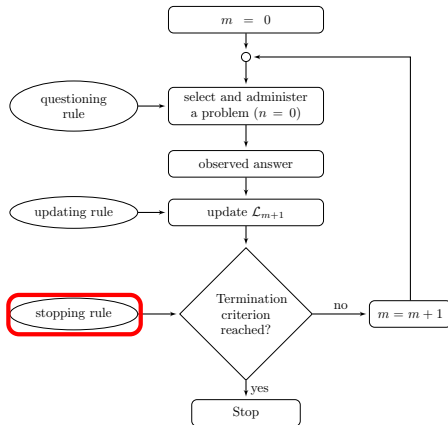 m = 0
questioning
rule
select and administer
a problem (n = 0)
observed answer
updating rule
update ℒm+1
stopping rule
Termination
criterion
reached?
no
m = m + 1
yes
Stop